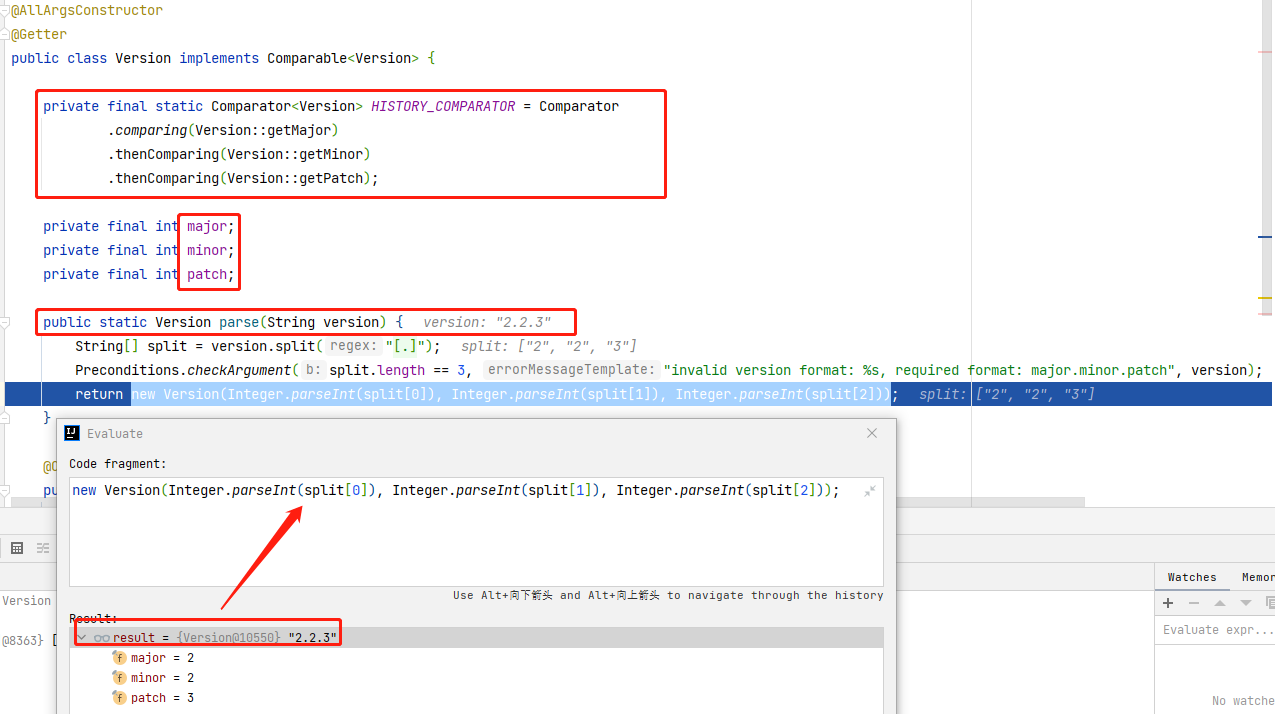 @AllArgsConstructor
@Getter
public class Version implements Comparable<Version> {
private final static Comparator<Version> HISTORY_COMPARATOR = Comparator
.comparing(Version::getMajor)
.thenComparing(Version::getMinor)
.thenComparing(Version::getPatch);
private final int major;
private final int minor;
private final int patch;
public static Version parse(String version) { version: "2.2.3"
String[] split = version.split( regex: "[.]"); split: ["2", "2", "3"]
Preconditions.checkArgument( b: split.length == 3, errorMessageTemplate: "invalid version format: %s, required format: major.minor.patch", version);
return new Version(Integer.parseInt(split[0]), Integer.parseInt(split[1]), Integer.parseInt(split[2])); split: ["2", "2", "3"]
}
IJ Evaluate
Code fragment:
new Version(Integer.parseInt(split[0]), Integer.parseInt(split[1]), Integer.parseInt(split[2]));
Use Alt+向下箭头 and Alt+向上箭头 to navigate through the history
Result:
result = {Version@10550} "2.2.3"
f major = 2
f minor = 2
f patch = 3
Version
@8363} [
Watches
Evaluate expr...